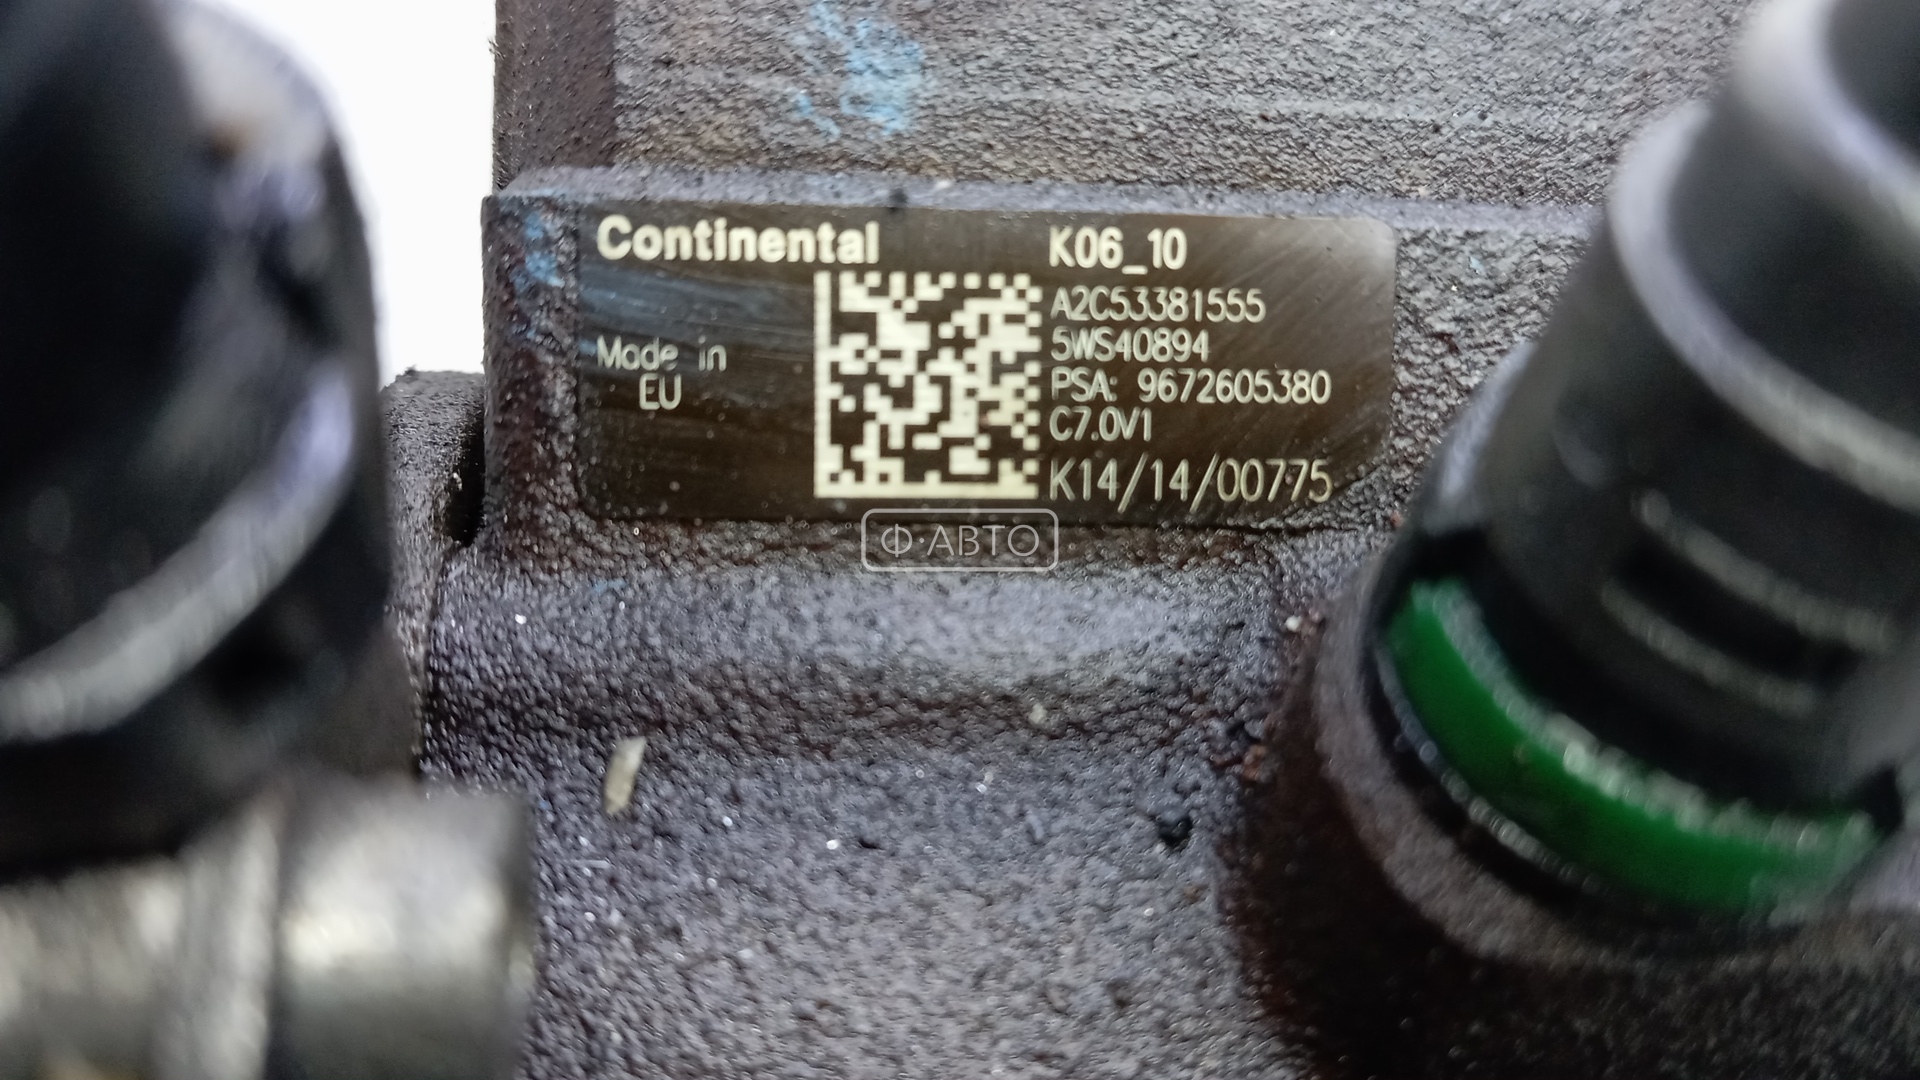 Continental
Made in
EU
K06_10
A2C53381555
5WS40894
PSA: 9672605380
C7.0V1
K14/14/00775
Ф·АВТО